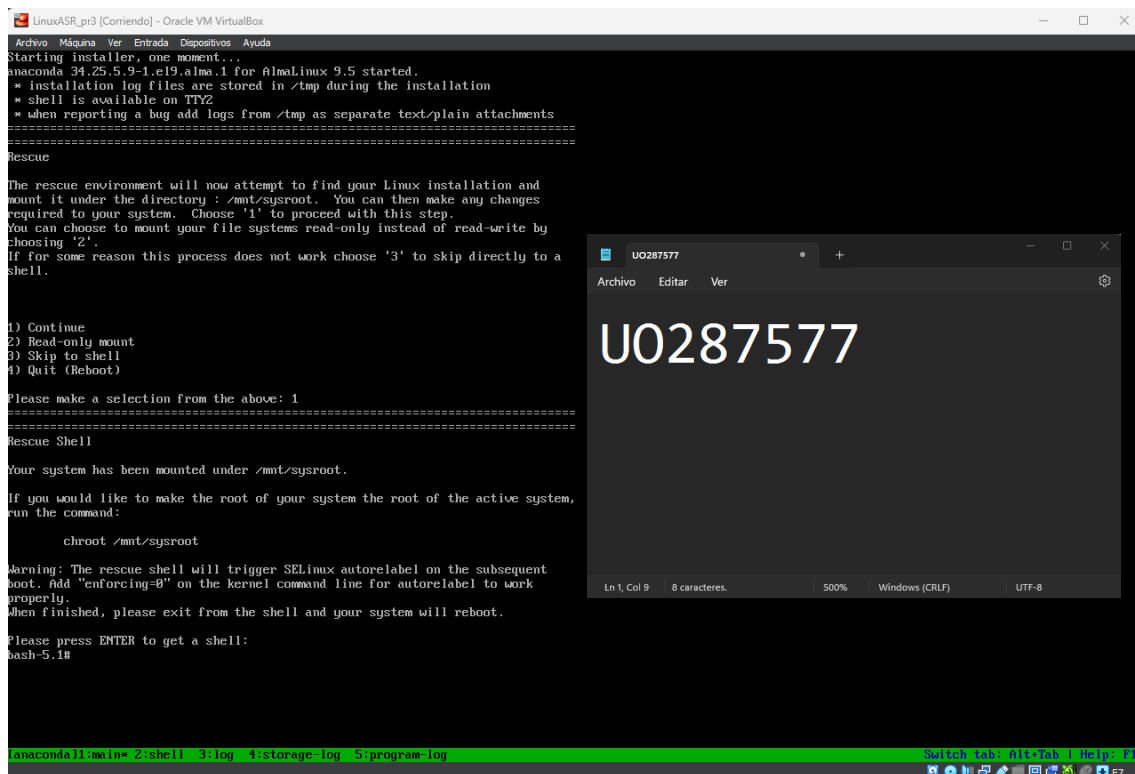 LinuxASR_pr3 [Corriendo] - Oracle VM VirtualBox
Archivo Máquina Ver Entrada Dispositivos Ayuda
Starting installer, one moment...
anaconda 34.25.5.9-1.el9.alma.1 for AlmaLinux 9.5 started.
* installation log files are stored in /tmp during the installation
* shell is available on TTY2
* when reporting a bug add logs from /tmp as separate text/plain attachments
================================================================================
================================================================================
Rescue
The rescue environment will now attempt to find your Linux installation and
mount it under the directory : /mnt/sysroot.  You can then make any changes
required to your system.  Choose '1' to proceed with this step.
You can choose to mount your file systems read-only instead of read-write by
choosing '2'.
If for some reason this process does not work choose '3' to skip directly to a
shell.
1) Continue
2) Read-only mount
3) Skip to shell
4) Quit (Reboot)
Please make a selection from the above: 1
================================================================================
================================================================================
Rescue Shell
Your system has been mounted under /mnt/sysroot.
If you would like to make the root of your system the root of the active system,
run the command:
chroot /mnt/sysroot
Warning: The rescue shell will trigger SELinux autorelabel on the subsequent
boot. Add "enforcing=0" on the kernel command line for autorelabel to work
properly.
When finished, please exit from the shell and your system will reboot.
Please press ENTER to get a shell:
bash-5.1#
[anaconda]1:main* 2:shell  3:log  4:storage-log  5:program-log
Switch tab: Alt+Tab | Help: F1
UO287577
Archivo Editar Ver
UO287577
Ln 1, Col 9 8 caracteres. 500% Windows (CRLF) UTF-8